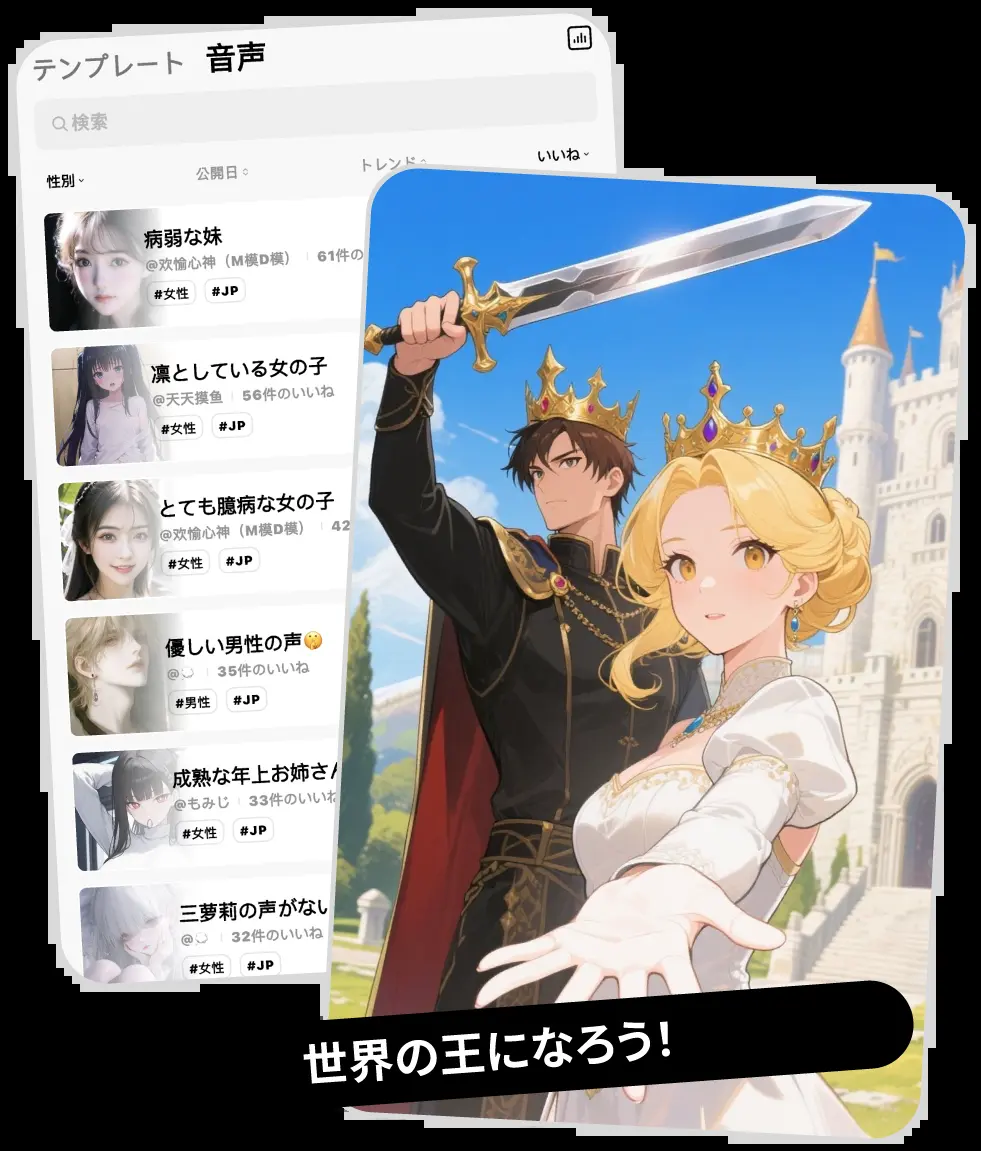 テンプレート 音声
検索
性別 公開日 トレンド いいね
病弱な妹
@欢愉心神（M模D模） 61件の
#女性 #JP
凛としている女の子
@天天摸鱼 56件のいいね
#女性 #JP
とても臆病な女の子
@欢愉心神（M模D模） 42
#女性 #JP
優しい男性の声🤫
@ 35件のいいね
#男性 #JP
成熟な年上お姉さん
@もみじ 33件のいいね
#女性 #JP
三萝莉の声がない
@ 32件のいいね
#女性 #JP
世界の王になろう！